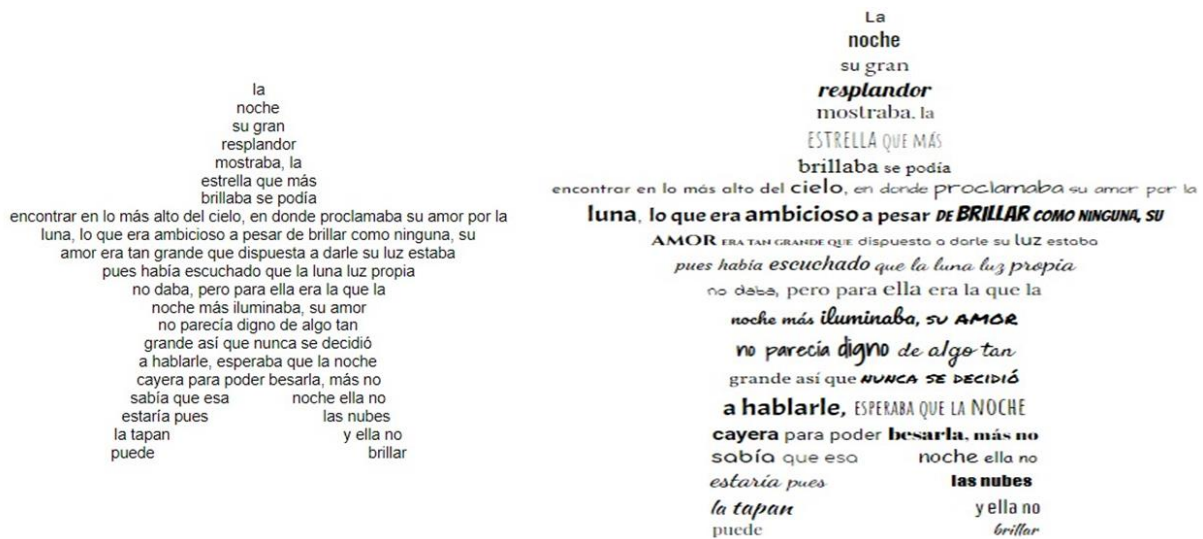 la
noche
su gran
resplandor
mostraba, la
estrella que más
brillaba se podía
encontrar en lo más alto del cielo, en donde proclamaba su amor por la
luna, lo que era ambicioso a pesar de brillar como ninguna, su
amor era tan grande que dispuesta a darle su luz estaba
pues había escuchado que la luna luz propia
no daba, pero para ella era la que la
noche más iluminaba, su amor
no parecía digno de algo tan
grande así que nunca se decidió
a hablarle, esperaba que la noche
cayera para poder besarla, más no
sabía que esa noche ella no
estaría pues las nubes
la tapan y ella no
puede brillar
La
noche
su gran
resplandor
mostraba, la
ESTRELLA QUE MÁS
brillaba se podía
encontrar en lo más alto del cielo, en donde proclamaba su amor por la
luna, lo que era ambicioso a pesar DE BRILLAR COMO NINGUNA, SU
AMOR ERA TAN GRANDE QUE dispuesta a darle su luz estaba
pues había escuchado que la luna luz propia
no daba, pero para ella era la que la
noche más iluminaba, SU AMOR
no parecía digno de algo tan
grande así que NUNCA SE DECIDIÓ
a hablarle, ESPERABA QUE LA NOCHE
cayera para poder besarla, más no
sabía que esa noche ella no
estaría pues las nubes
la tapan y ella no
puede brillar